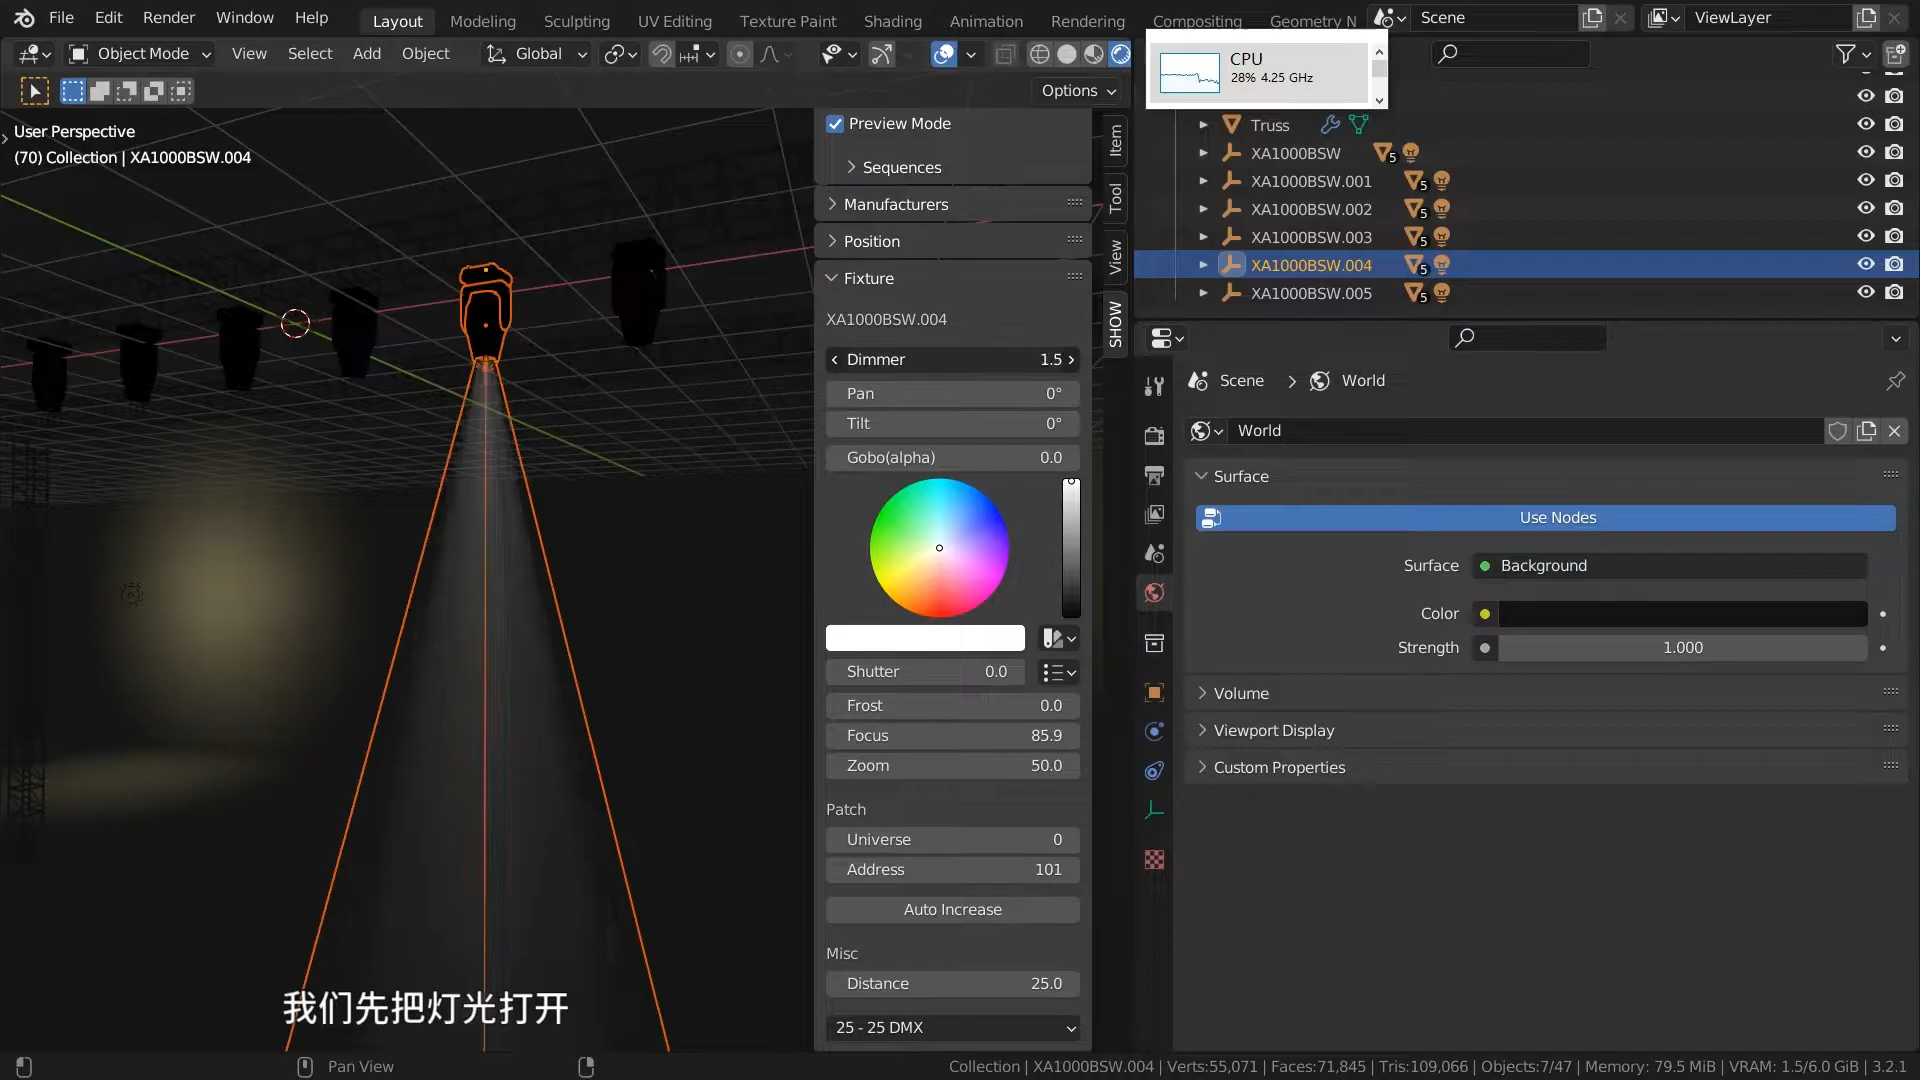 File Edit Render Window Help Layout Modeling Sculpting UV Editing Texture Paint Shading Animation Rendering Compositing Geometry N Scene ViewLayer
Object Mode View Select Add Object Global
CPU
28% 4.25 GHz
Options
User Perspective
(70) Collection | XA1000BSW.004
Preview Mode
Sequences
Manufacturers
Position
Fixture
XA1000BSW.004
Dimmer 1.5
Pan 0°
Tilt 0°
Gobo(alpha) 0.0
Shutter 0.0
Frost 0.0
Focus 85.9
Zoom 50.0
Patch
Universe 0
Address 101
Auto Increase
Misc
Distance 25.0
25 - 25 DMX
Item
Tool
View
SHOW
Truss
XA1000BSW 5
XA1000BSW.001 5
XA1000BSW.002 5
XA1000BSW.003 5
XA1000BSW.004 5
XA1000BSW.005 5
Scene World
World
Surface
Use Nodes
Surface Background
Color
Strength 1.000
Volume
Viewport Display
Custom Properties
我们先把灯光打开
Pan View
Collection | XA1000BSW.004 | Verts:55,071 | Faces:71,845 | Tris:109,066 | Objects:7/47 | Memory: 79.5 MiB | VRAM: 1.5/6.0 GiB | 3.2.1